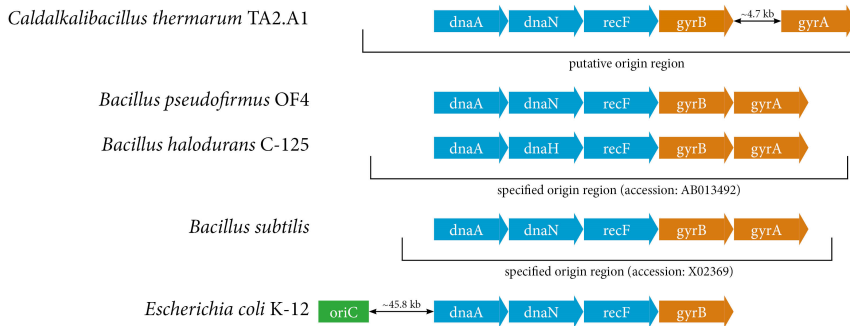 Caldalkalibacillus thermarum TA2.A1 dnaA dnaN recF gyrB ~4.7 kb gyrA
putative origin region
Bacillus pseudofirmus OF4 dnaA dnaN recF gyrB gyrA
Bacillus halodurans C-125 dnaA dnaH recF gyrB gyrA
specified origin region (accession: AB013492)
Bacillus subtilis dnaA dnaN recF gyrB gyrA
specified origin region (accession: X02369)
Escherichia coli K-12 oriC ~45.8 kb dnaA dnaN recF gyrB